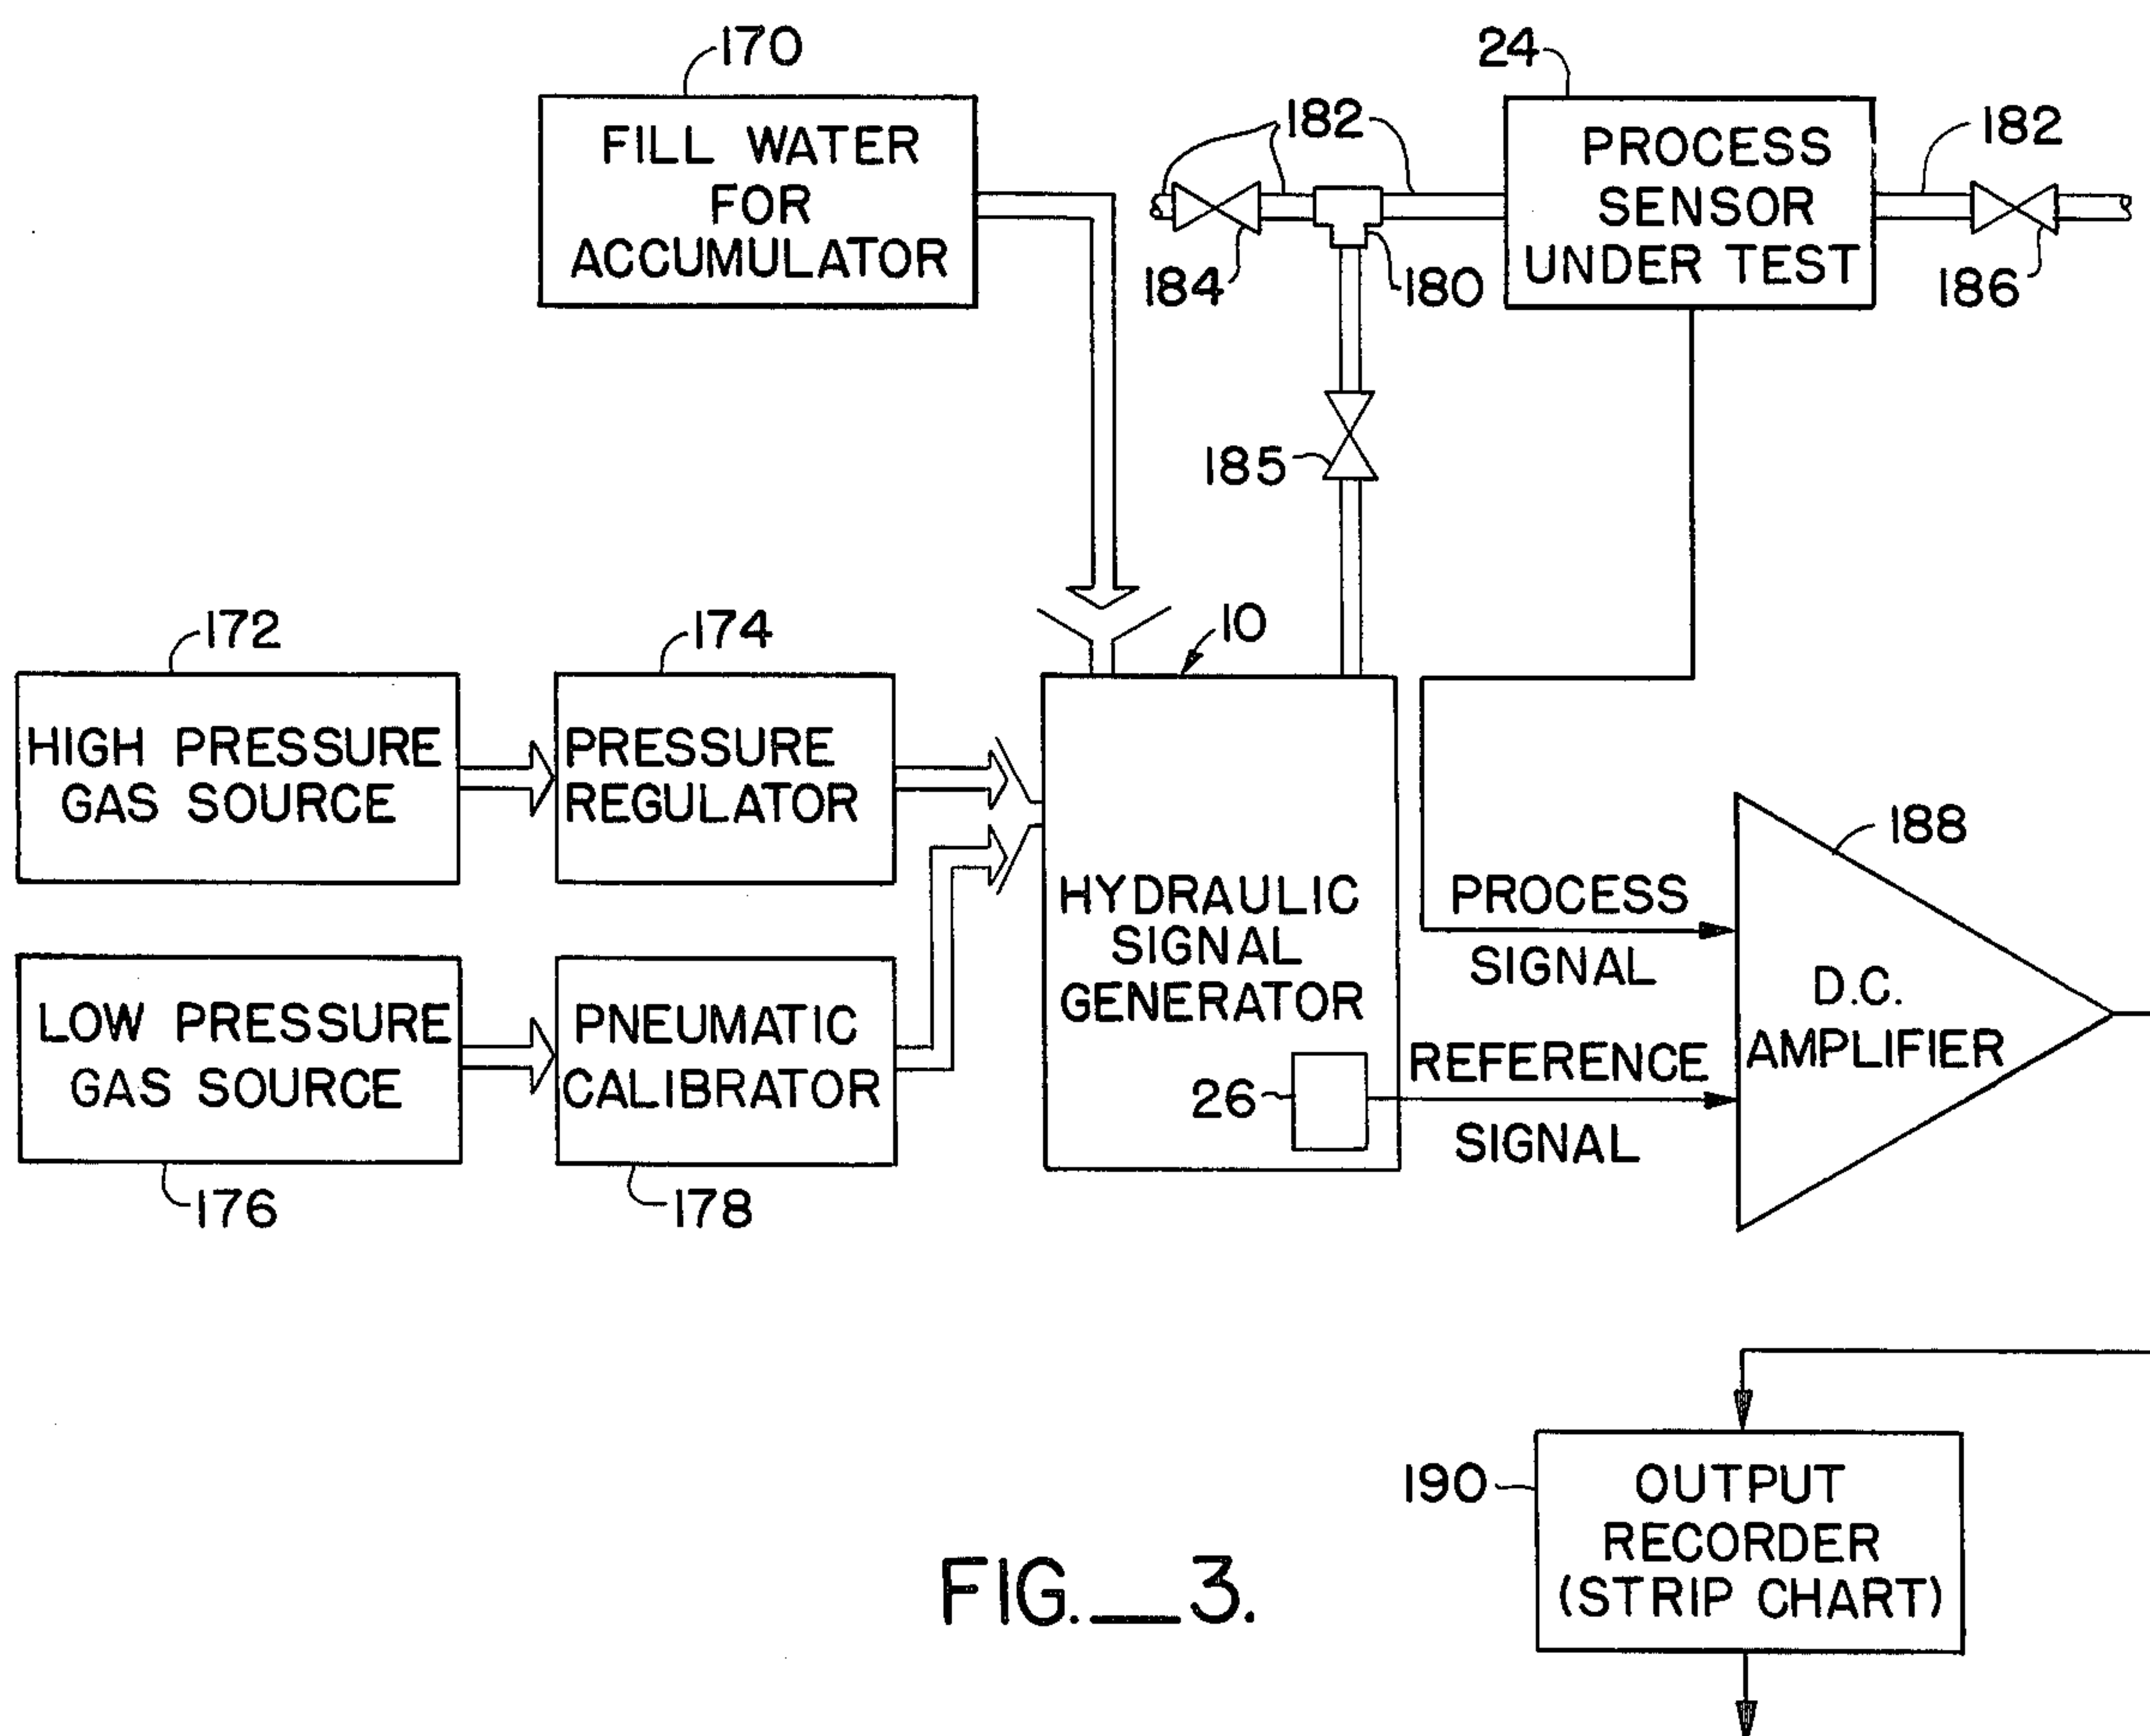 170
FILL WATER
FOR
ACCUMULATOR
24
182
182
PROCESS
SENSOR
UNDER TEST
184
180
186
185
172
174
10
HIGH PRESSURE
GAS SOURCE
PRESSURE
REGULATOR
188
HYDRAULIC
SIGNAL
GENERATOR
PROCESS
SIGNAL
D.C.
AMPLIFIER
LOW PRESSURE
GAS SOURCE
PNEUMATIC
CALIBRATOR
26
REFERENCE
SIGNAL
176
178
190
OUTPUT
RECORDER
(STRIP CHART)
FIG.__3.